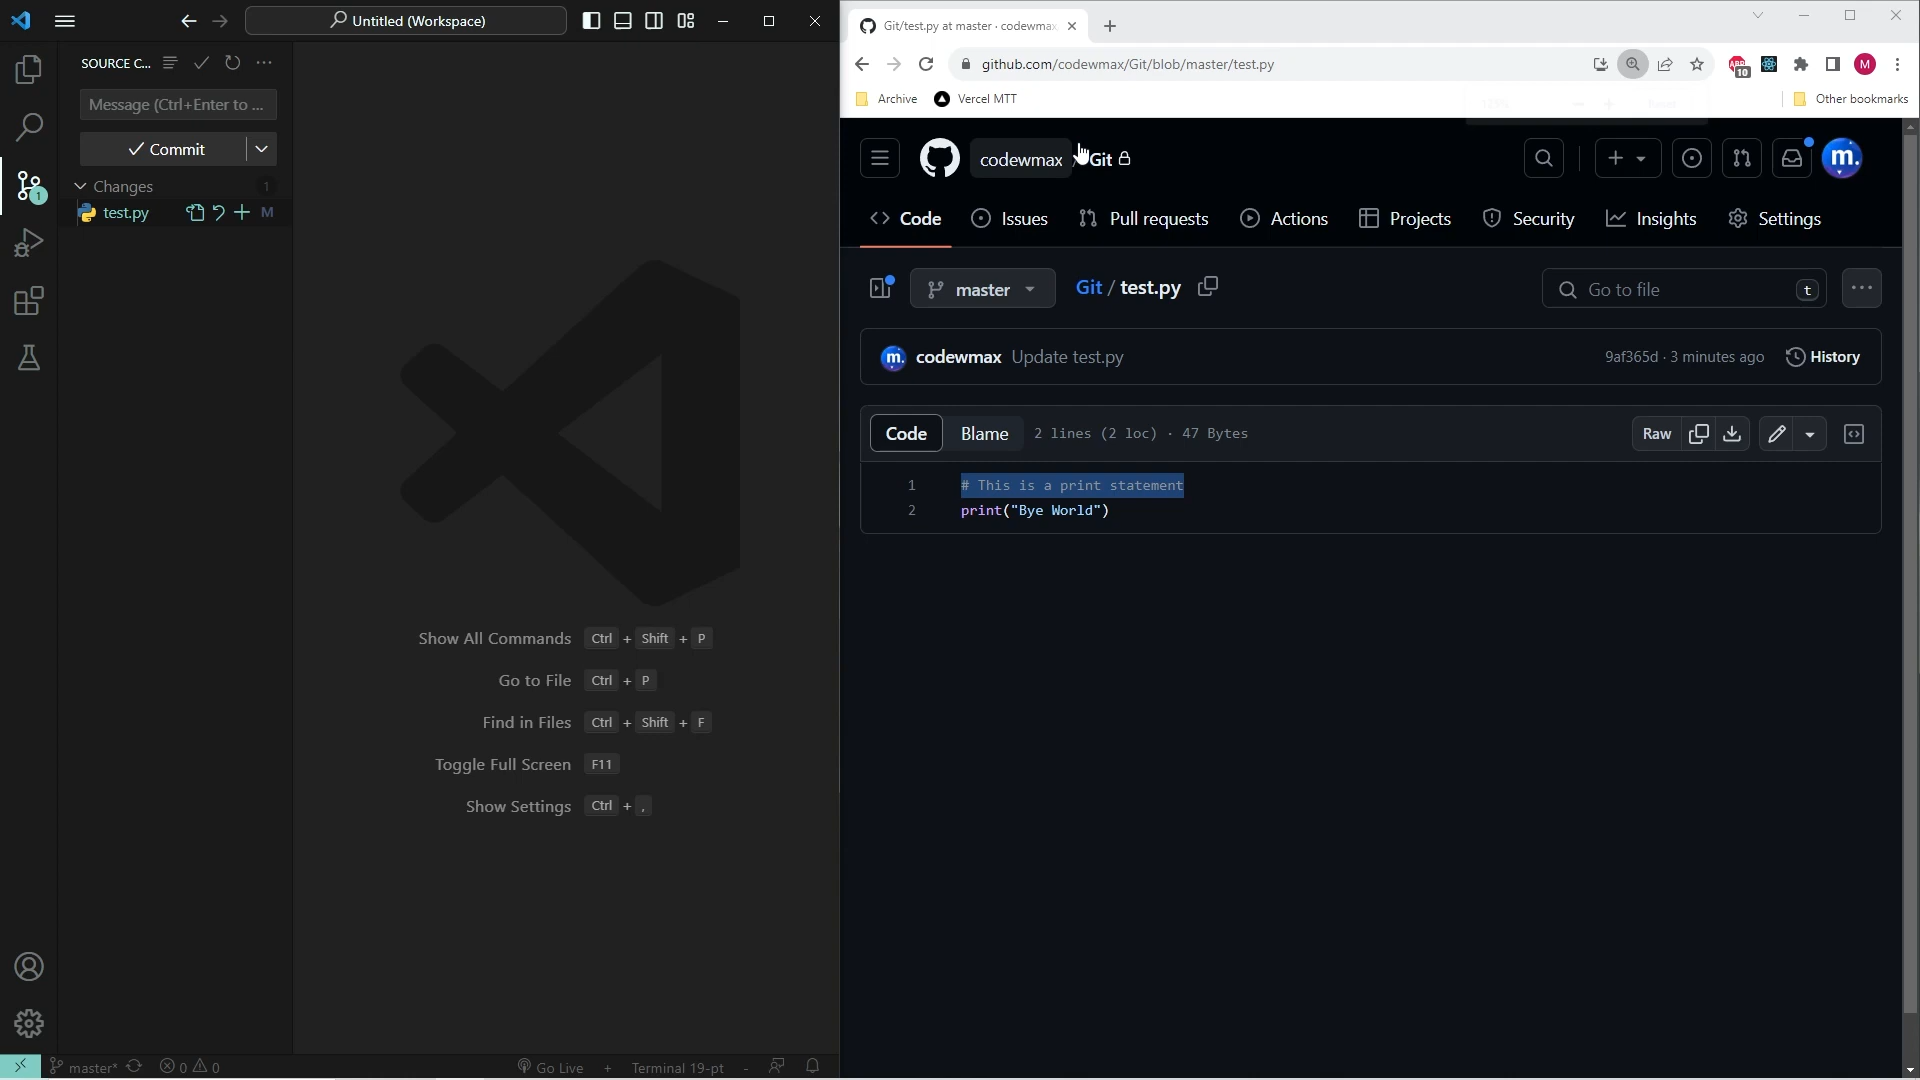 Untitled (Workspace)
SOURCE C...
Message (Ctrl+Enter to ...
Commit
Changes 1
test.py M
1
Show All Commands Ctrl + Shift + P
Go to File Ctrl + P
Find in Files Ctrl + Shift + F
Toggle Full Screen F11
Show Settings Ctrl + ,
master* 0 0 Go Live + Terminal 19-pt -
Git/test.py at master · codewma
github.com/codewmax/Git/blob/master/test.py
ABP 10 M
Archive Vercel MTT Other bookmarks
codewmax Git m.
Code Issues Pull requests Actions Projects Security Insights Settings
master Git / test.py Go to file t
m. codewmax Update test.py 9af365d · 3 minutes ago History
Code Blame 2 lines (2 loc) · 47 Bytes Raw
1 # This is a print statement
2 print("Bye World")